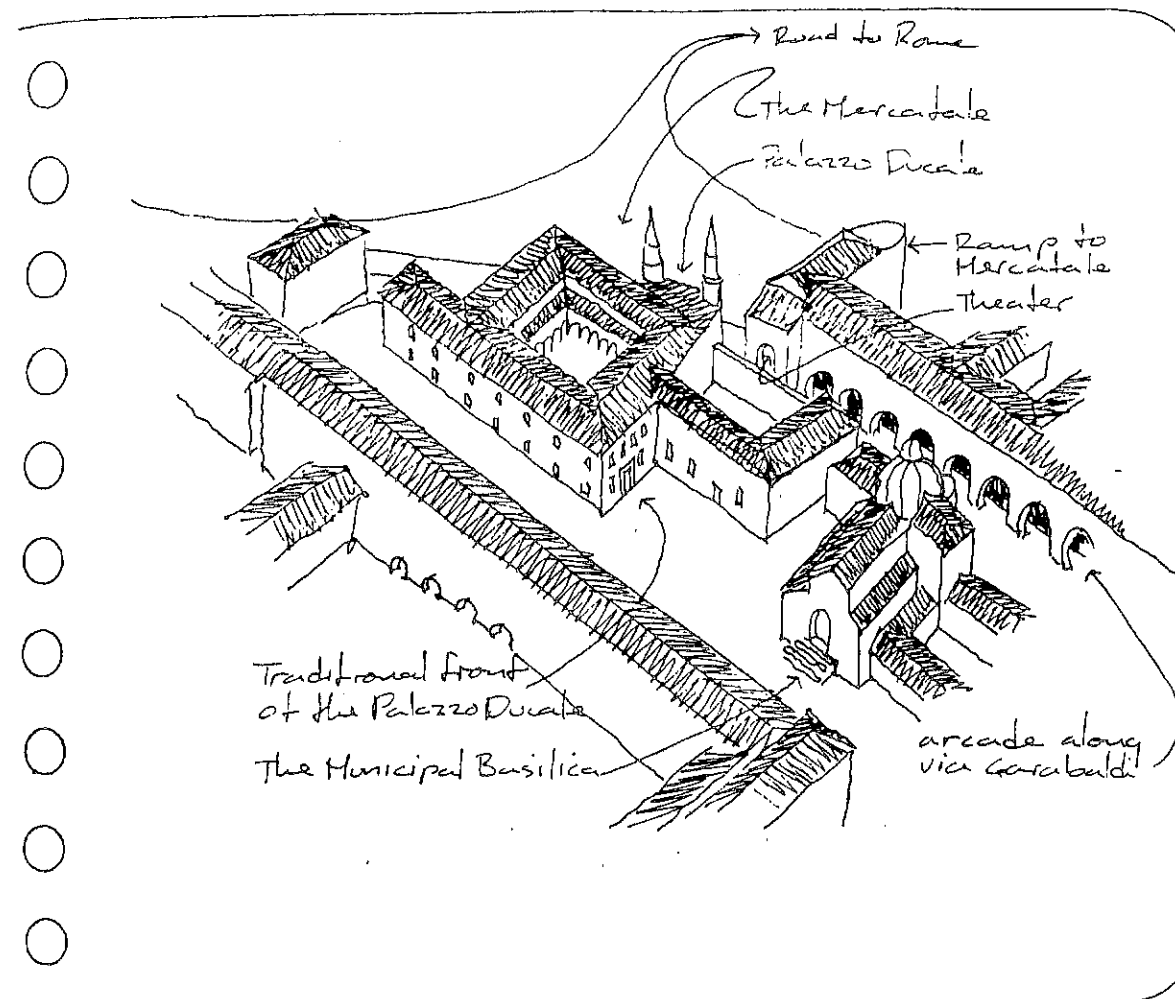 Road to Rome
The Mercatale
Palazzo Ducale
Ramp to
Mercatale
Theater
Traditional front
of the Palazzo Ducale
The Municipal Basilica
arcade along
via Garabaldi